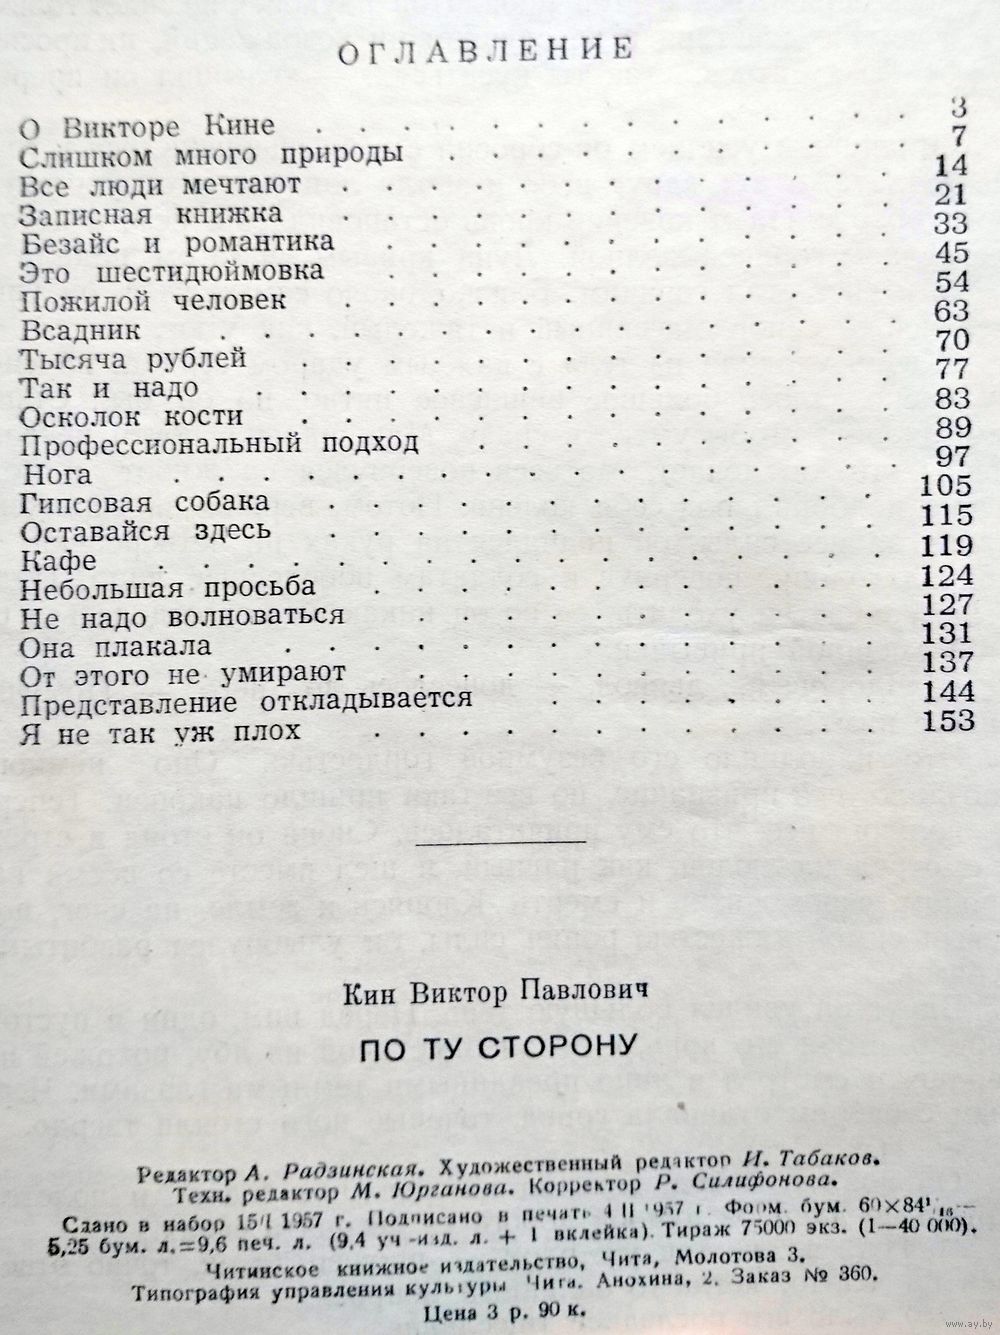 ОГЛАВЛЕНИЕ
О Викторе Кине . . . . . . . . . . . . . . 3
Слишком много природы . . . . . . . . . . 7
Все люди мечтают . . . . . . . . . . . . . 14
Записная книжка . . . . . . . . . . . . . 21
Безайс и романтика . . . . . . . . . . . . 33
Это шестидюймовка . . . . . . . . . . . . 45
Пожилой человек . . . . . . . . . . . . . 54
Всадник . . . . . . . . . . . . . . . . . 63
Тысяча рублей . . . . . . . . . . . . . . 70
Так и надо . . . . . . . . . . . . . . . . 77
Осколок кости . . . . . . . . . . . . . . 83
Профессиональный подход . . . . . . . . . 89
Нога . . . . . . . . . . . . . . . . . . 97
Гипсовая собака . . . . . . . . . . . . . 105
Оставайся здесь . . . . . . . . . . . . . 115
Кафе . . . . . . . . . . . . . . . . . . 119
Небольшая просьба . . . . . . . . . . . . 124
Не надо волноваться . . . . . . . . . . . 127
Она плакала . . . . . . . . . . . . . . . 131
От этого не умирают . . . . . . . . . . . 137
Представление откладывается . . . . . . . 144
Я не так уж плох . . . . . . . . . . . . . 153
Кин Виктор Павлович
ПО ТУ СТОРОНУ
Редактор А. Радзинская. Художественный редактор И. Табаков.
Техн. редактор М. Юрганова. Корректор Р. Силифонова.
Сдано в набор 15/I 1957 г. Подписано в печать 4 II 1957 г. Форм. бум. 60×84¹/₁₆—
5,25 бум. л.=9,6 печ. л. (9,4 уч-изд. л. + 1 вклейка). Тираж 75000 экз. (1—40 000).
Читинское книжное издательство, Чита, Молотова 3.
Типография управления культуры Чита. Анохина, 2. Заказ № 360.
Цена 3 р. 90 к.
www.ay.by